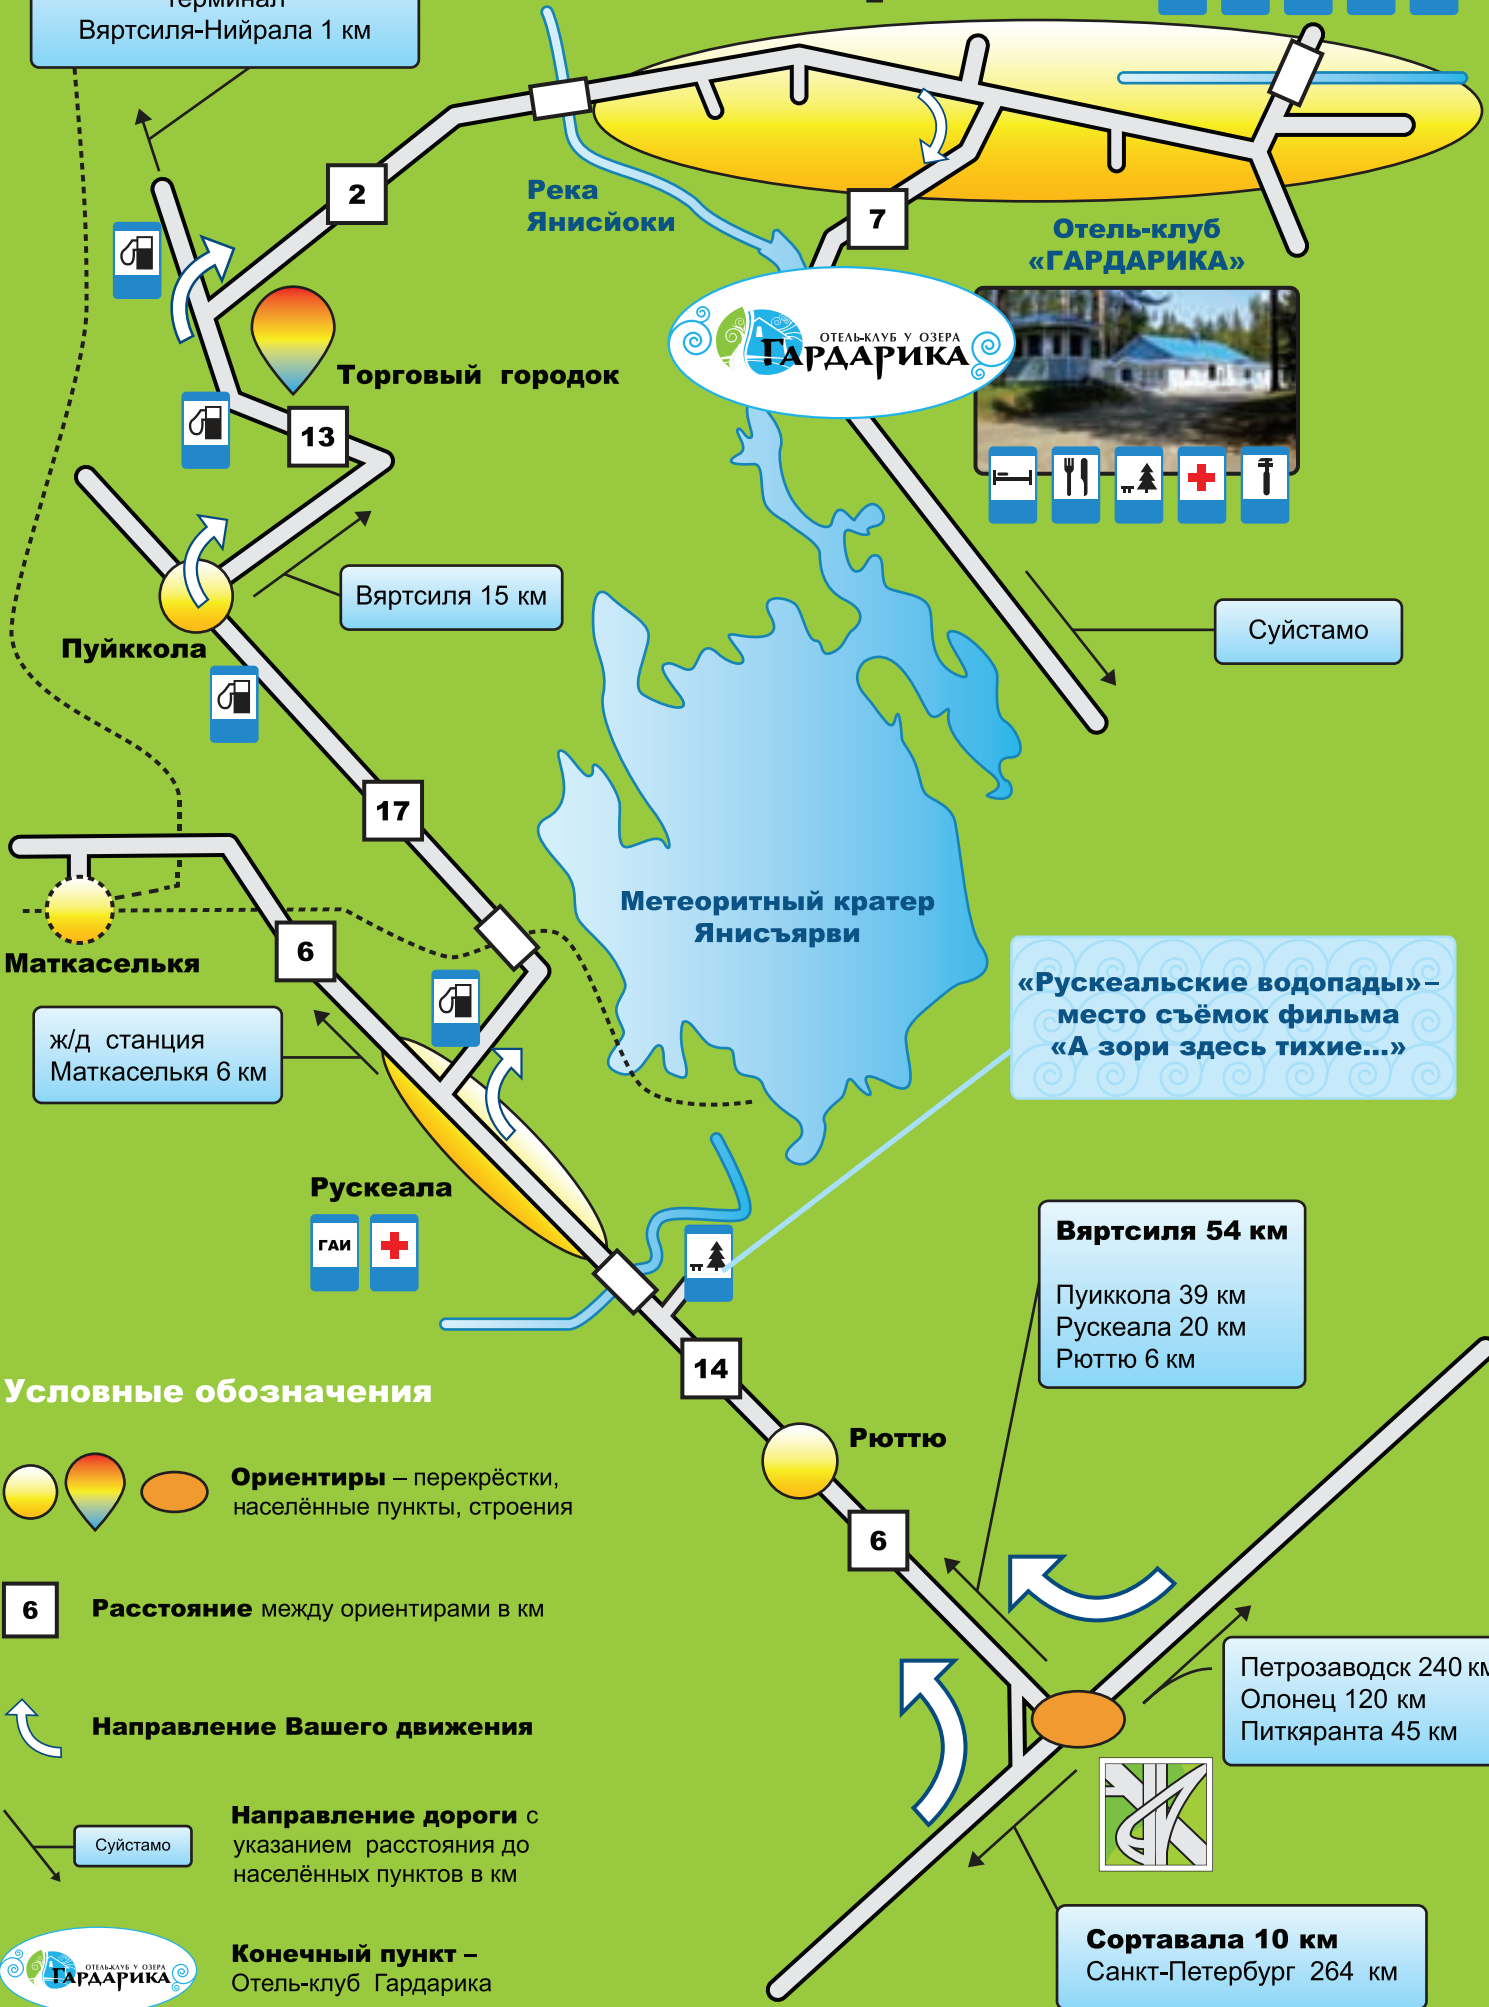 терминал
Вяртсиля-Нийрала 1 км
2
Река
Янисйоки
7
Отель-клуб
«ГАРДАРИКА»
ОТЕЛЬ-КЛУБ У ОЗЕРА
ГАРДАРИКА
Торговый городок
13
Вяртсиля 15 км
Суйстамо
Пуйккола
17
Метеоритный кратер
Янисъярви
6
Маткаселькя
«Рускеальские водопады» –
место съёмок фильма
«А зори здесь тихие...»
ж/д станция
Маткаселькя 6 км
Рускеала
ГАИ
Вяртсиля 54 км
Пуиккола 39 км
Рускеала 20 км
Рюттю 6 км
14
Условные обозначения
Рюттю
Ориентиры – перекрёстки,
населённые пункты, строения
6
6
Расстояние между ориентирами в км
Петрозаводск 240 км
Олонец 120 км
Питкяранта 45 км
Направление Вашего движения
Направление дороги с
указанием расстояния до
населённых пунктов в км
Суйстамо
Сортавала 10 км
Санкт-Петербург 264 км
Конечный пункт –
Отель-клуб Гардарика
ОТЕЛЬ-КЛУБ У ОЗЕРА
ГАРДАРИКА